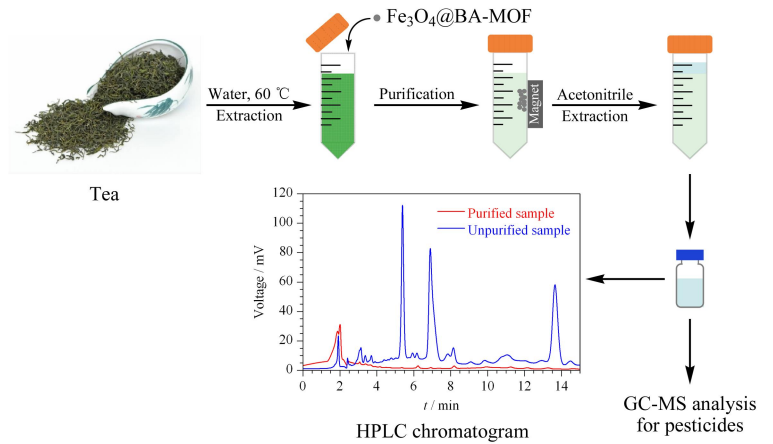 Fe₃O₄@BA-MOF
Water, 60 ℃
Extraction
Purification
Magnet
Acetonitrile
Extraction
Tea
120
100
80
60
40
20
0
Voltage / mV
Purified sample
Unpurified sample
0 2 4 6 8 10 12 14
t / min
HPLC chromatogram
GC-MS analysis
for pesticides